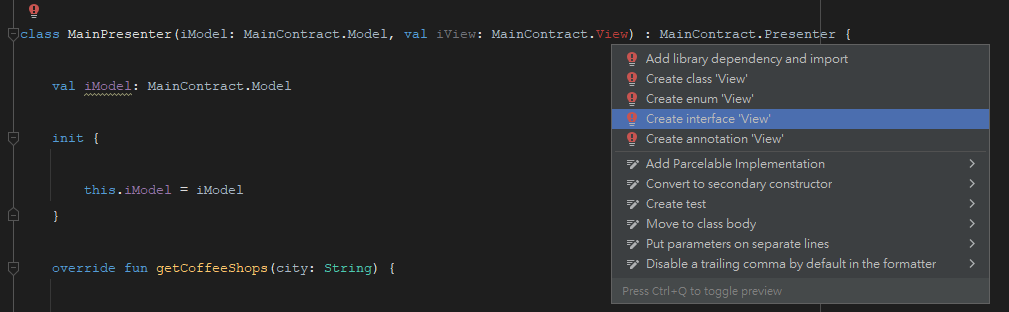 class MainPresenter(iModel: MainContract.Model, val iView: MainContract.View) : MainContract.Presenter {
val iModel: MainContract.Model
init {
this.iModel = iModel
}
override fun getCoffeeShops(city: String) {
Add library dependency and import
Create class 'View'
Create enum 'View'
Create interface 'View'
Create annotation 'View'
Add Parcelable Implementation
Convert to secondary constructor
Create test
Move to class body
Put parameters on separate lines
Disable a trailing comma by default in the formatter
Press Ctrl+Q to toggle preview